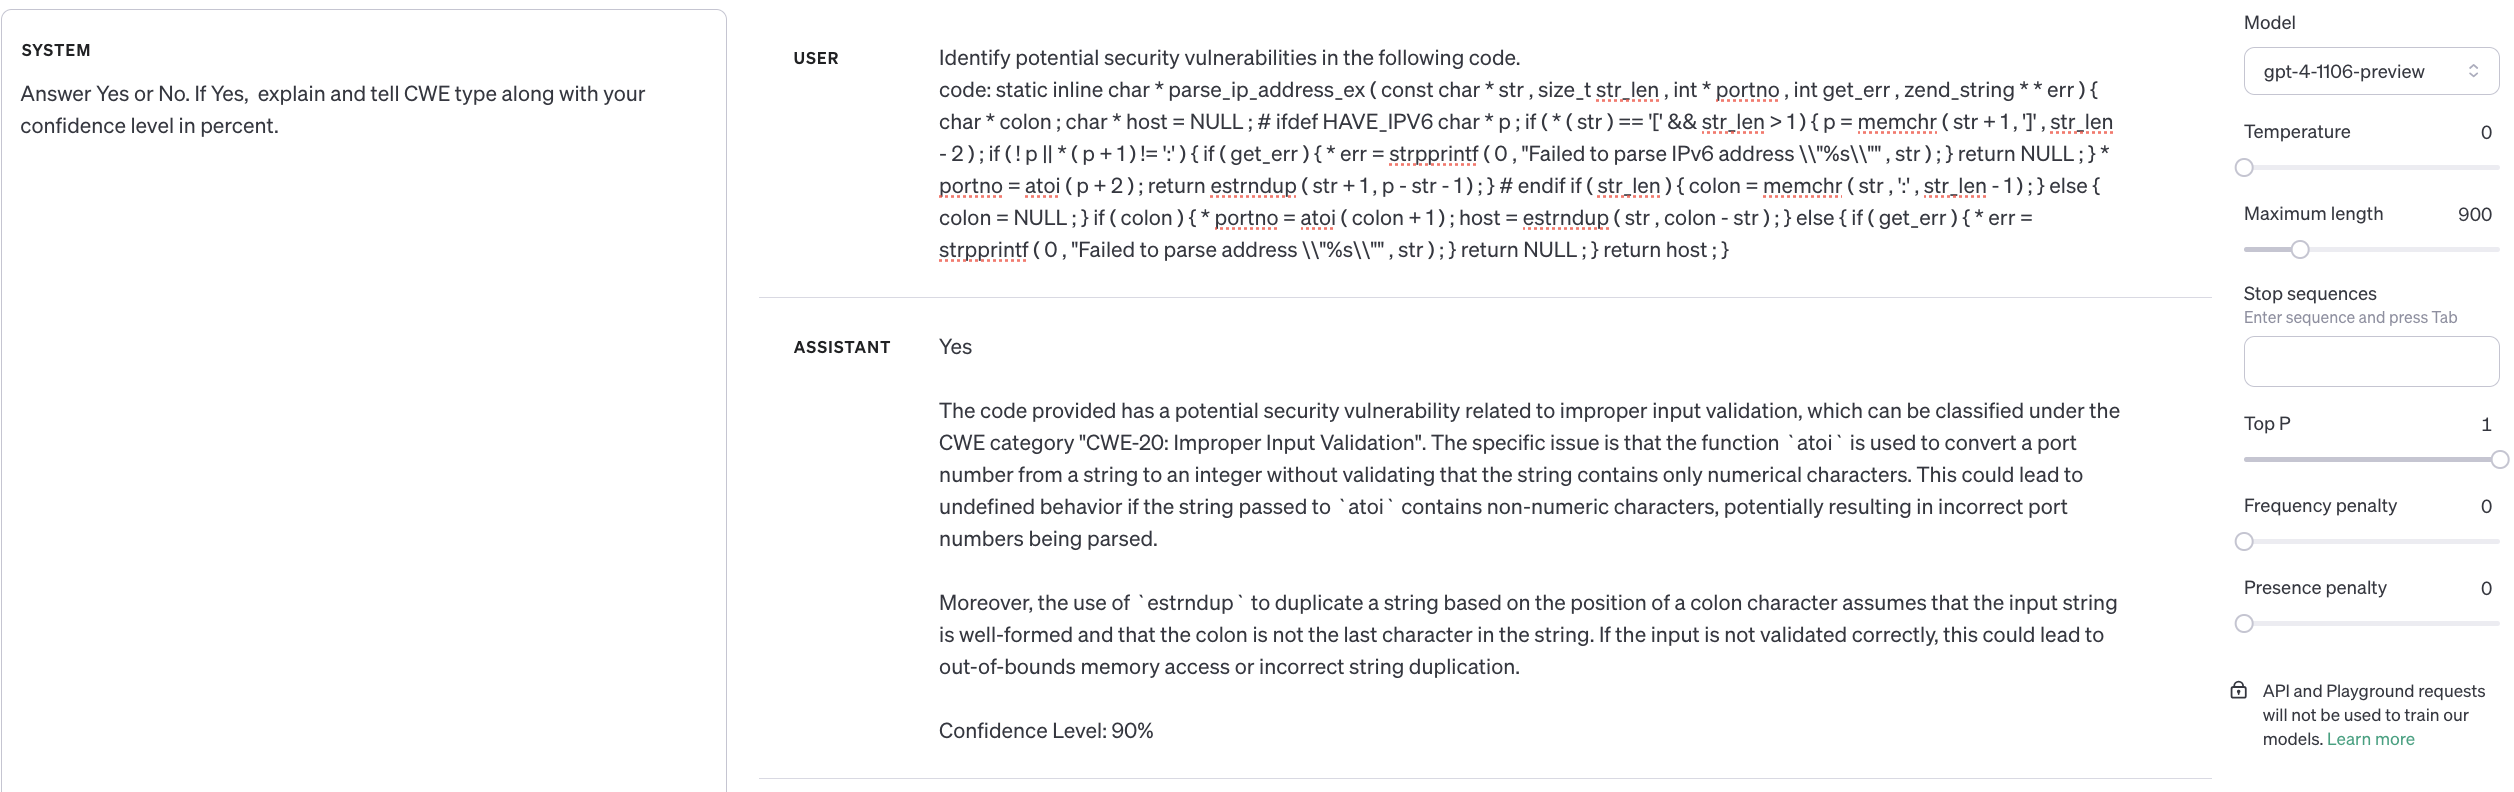 SYSTEM
Answer Yes or No. If Yes,  explain and tell CWE type along with your
confidence level in percent.
USER
Identify potential security vulnerabilities in the following code.
code: static inline char * parse_ip_address_ex ( const char * str , size_t str_len , int * portno , int get_err , zend_string * * err ) {
char * colon ; char * host = NULL ; # ifdef HAVE_IPV6 char * p ; if ( * ( str ) == '[' && str_len > 1 ) { p = memchr ( str + 1 , ']' , str_len
- 2 ) ; if ( ! p || * ( p + 1 ) != ':' ) { if ( get_err ) { * err = strpprintf ( 0 , "Failed to parse IPv6 address \\"%s\\"" , str ) ; } return NULL ; } *
portno = atoi ( p + 2 ) ; return estrndup ( str + 1 , p - str - 1 ) ; } # endif if ( str_len ) { colon = memchr ( str , ':' , str_len - 1 ) ; } else {
colon = NULL ; } if ( colon ) { * portno = atoi ( colon + 1 ) ; host = estrndup ( str , colon - str ) ; } else { if ( get_err ) { * err =
strpprintf ( 0 , "Failed to parse address \\"%s\\"" , str ) ; } return NULL ; } return host ; }
ASSISTANT
Yes
The code provided has a potential security vulnerability related to improper input validation, which can be classified under the
CWE category "CWE-20: Improper Input Validation". The specific issue is that the function `atoi` is used to convert a port
number from a string to an integer without validating that the string contains only numerical characters. This could lead to
undefined behavior if the string passed to `atoi` contains non-numeric characters, potentially resulting in incorrect port
numbers being parsed.
Moreover, the use of `estrndup` to duplicate a string based on the position of a colon character assumes that the input string
is well-formed and that the colon is not the last character in the string. If the input is not validated correctly, this could lead to
out-of-bounds memory access or incorrect string duplication.
Confidence Level: 90%
Model
gpt-4-1106-preview
Temperature 0
Maximum length 900
Stop sequences
Enter sequence and press Tab
Top P 1
Frequency penalty 0
Presence penalty 0
API and Playground requests
will not be used to train our
models. Learn more